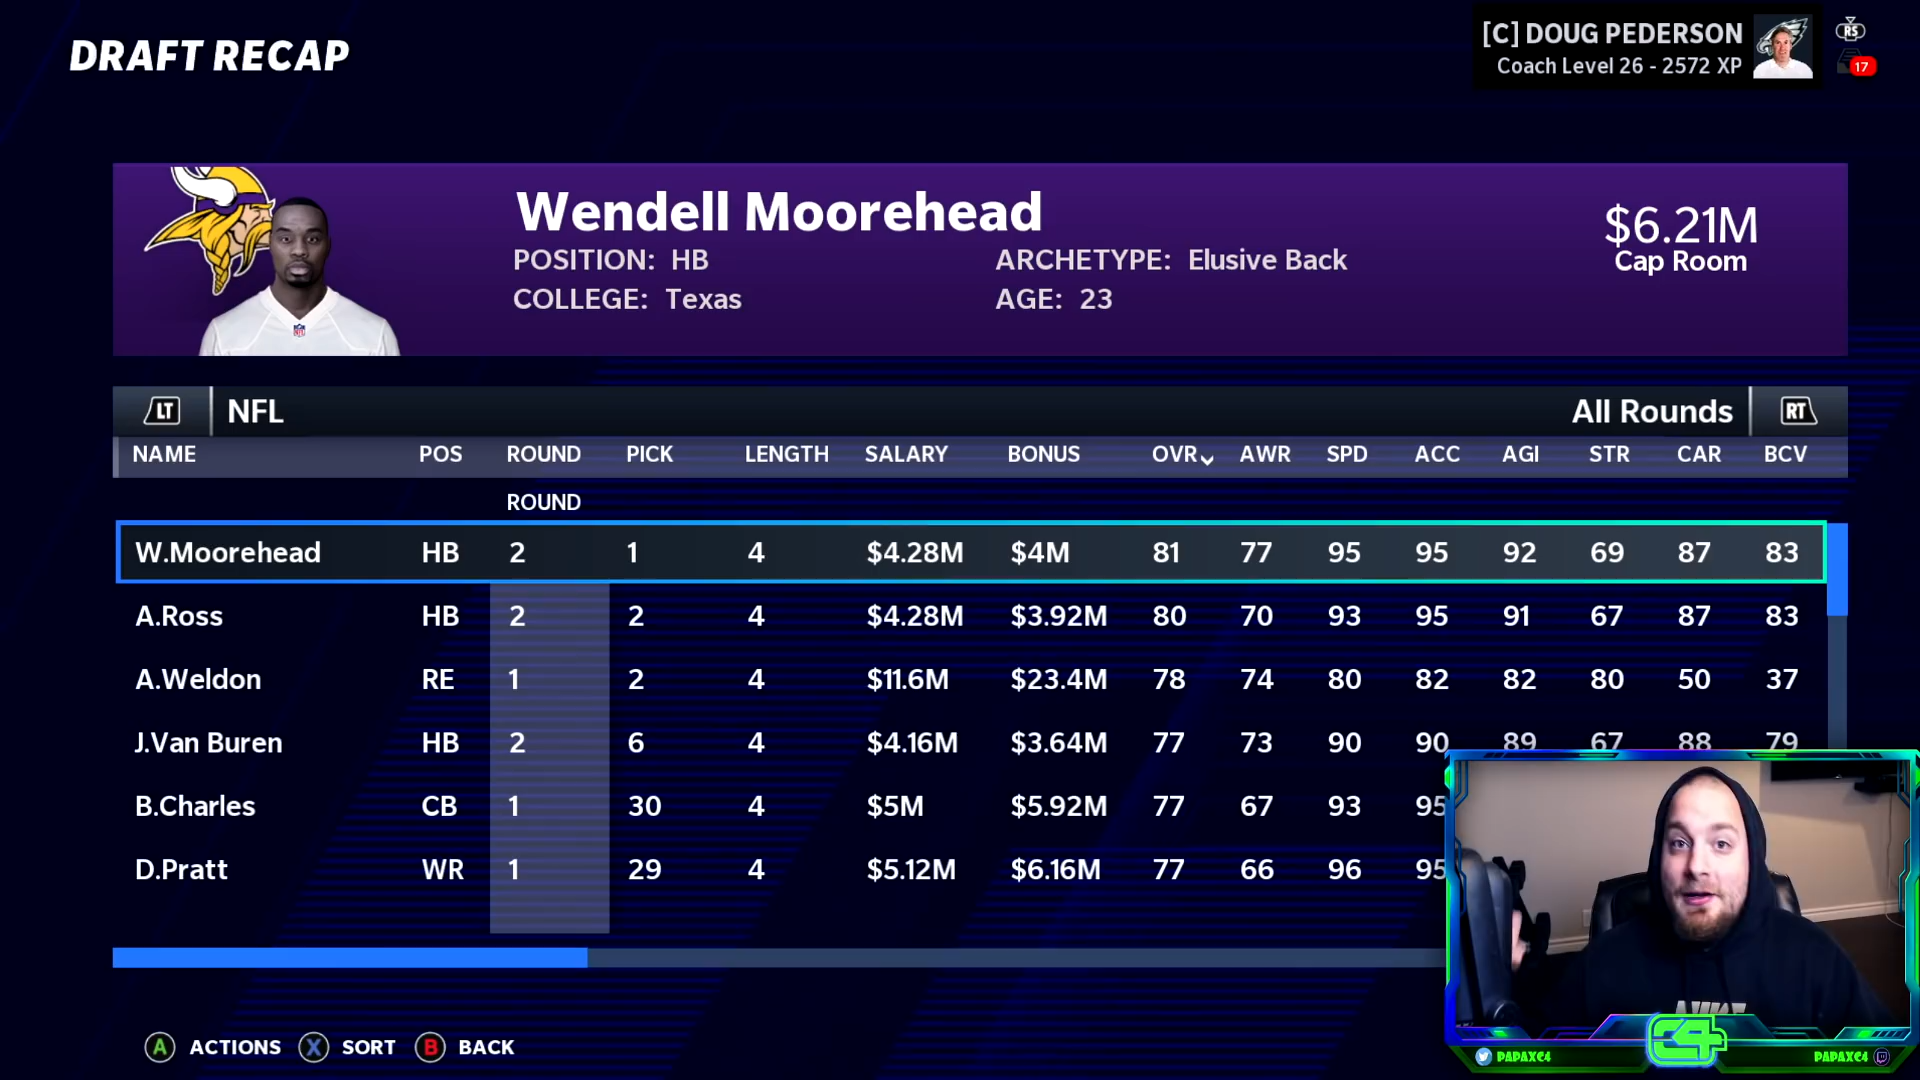 DRAFT RECAP
[C] DOUG PEDERSON
Coach Level 26 - 2572 XP
RS
17
Wendell Moorehead
POSITION: HB
ARCHETYPE: Elusive Back
COLLEGE: Texas
AGE: 23
$6.21M
Cap Room
LT NFL All Rounds RT
NAME POS ROUND PICK LENGTH SALARY BONUS OVR AWR SPD ACC AGI STR CAR BCV
ROUND
W.Moorehead HB 2 1 4 $4.28M $4M 81 77 95 95 92 69 87 83
A.Ross HB 2 2 4 $4.28M $3.92M 80 70 93 95 91 67 87 83
A.Weldon RE 1 2 4 $11.6M $23.4M 78 74 80 82 82 80 50 37
J.Van Buren HB 2 6 4 $4.16M $3.64M 77 73 90 90 89 67 88 79
B.Charles CB 1 30 4 $5M $5.92M 77 67 93 95
D.Pratt WR 1 29 4 $5.12M $6.16M 77 66 96 95
A ACTIONS X SORT B BACK
PAPAXC4
PAPAXC4